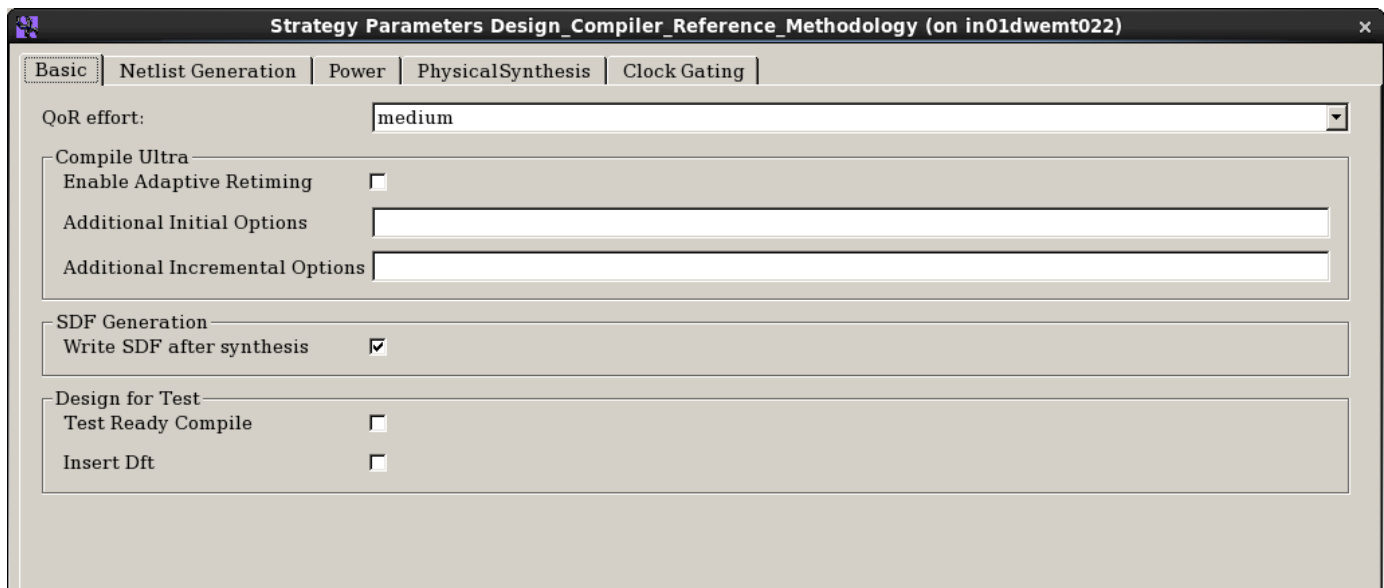 Strategy Parameters Design_Compiler_Reference_Methodology (on in01dwemt022)
Basic Netlist Generation Power PhysicalSynthesis Clock Gating
QoR effort: medium
Compile Ultra
Enable Adaptive Retiming
Additional Initial Options
Additional Incremental Options
SDF Generation
Write SDF after synthesis
Design for Test
Test Ready Compile
Insert Dft